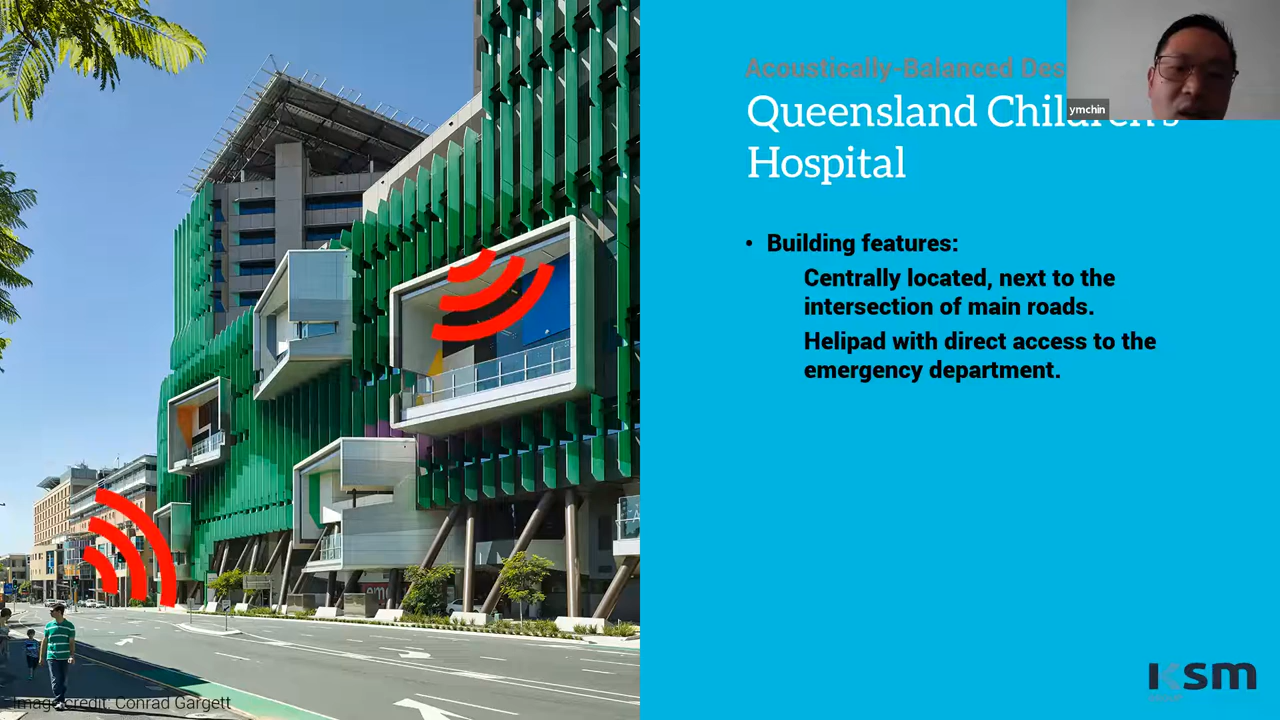 Acoustically-Balanced Des
ymchin
Queensland Children's
Hospital
• Building features:
Centrally located, next to the
intersection of main roads.
Helipad with direct access to the
emergency department.
Image credit: Conrad Gargett
ksm